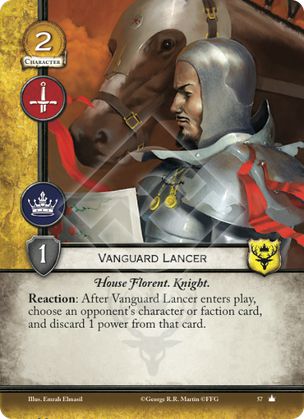 2
CHARACTER
1
VANGUARD LANCER
House Florent. Knight.
Reaction: After Vanguard Lancer enters play,
choose an opponent's character or faction card,
and discard 1 power from that card.
Illus. Emrah Elmasli ©George R.R. Martin ©FFG 57